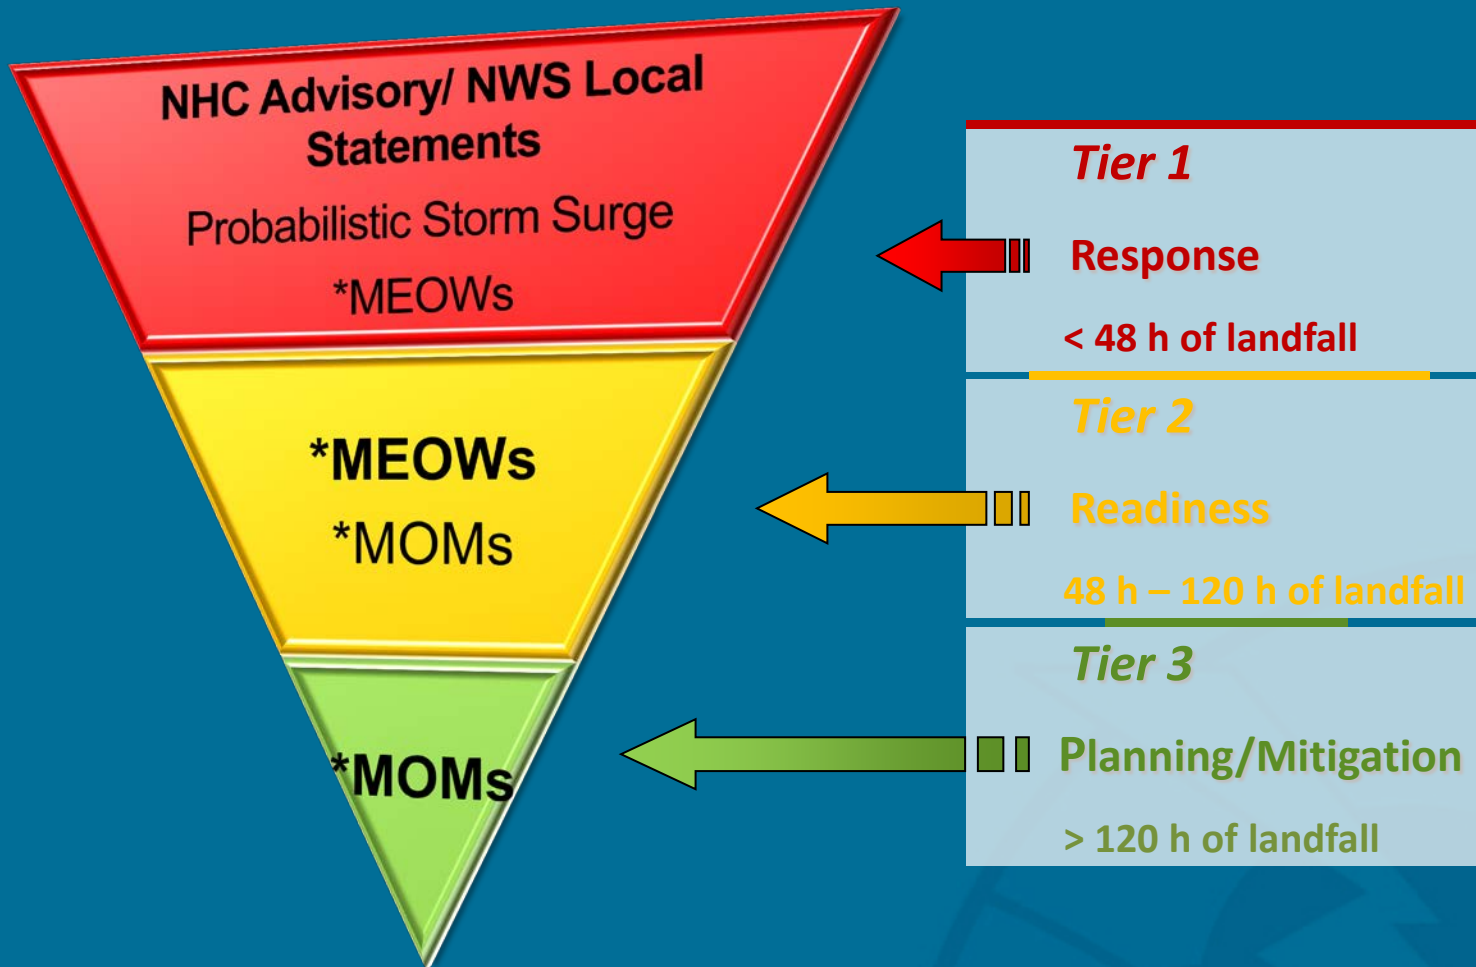 NHC Advisory/ NWS Local
Statements
Probabilistic Storm Surge
*MEOWs
*MEOWs
*MOMs
*MOMs
Tier 1
Response
< 48 h of landfall
Tier 2
Readiness
48 h – 120 h of landfall
Tier 3
Planning/Mitigation
> 120 h of landfall